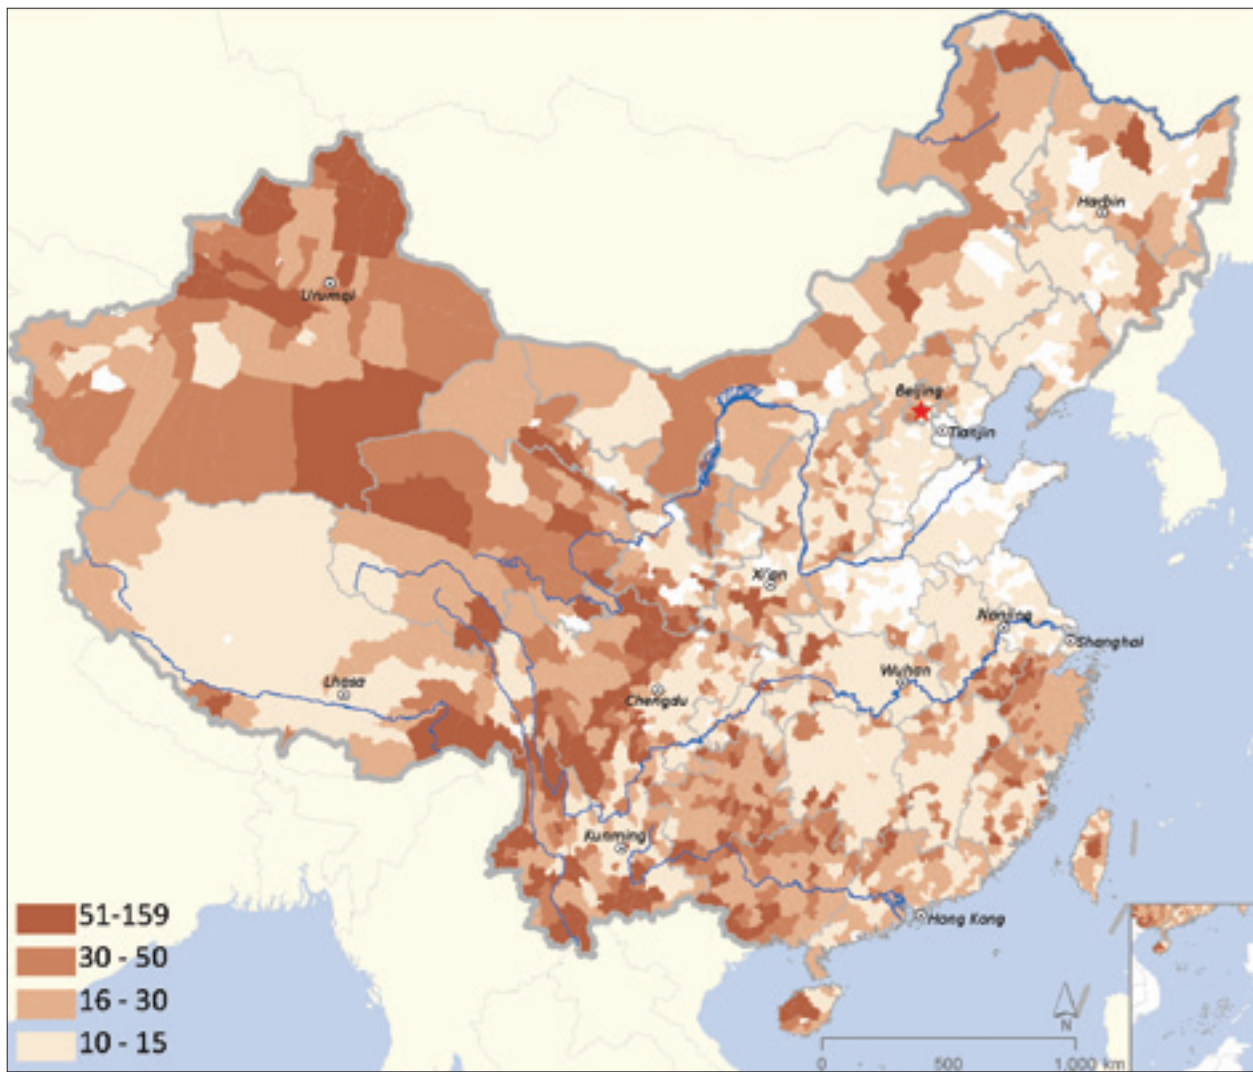 Harbin
Urumqi
Beijing
Tianjin
Xi'an
Nanjing
Shanghai
Wuhan
Lhasa
Chengdu
Kunming
Hong Kong
51-159
30 - 50
16 - 30
10 - 15
N
0 500 1,000 km